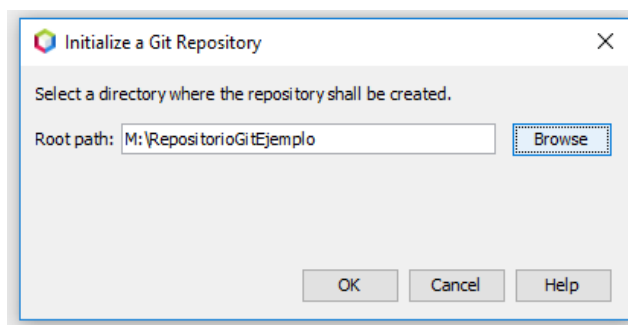 Initialize a Git Repository
Select a directory where the repository shall be created.
Root path: M:\RepositorioGitEjemplo Browse
OK Cancel Help